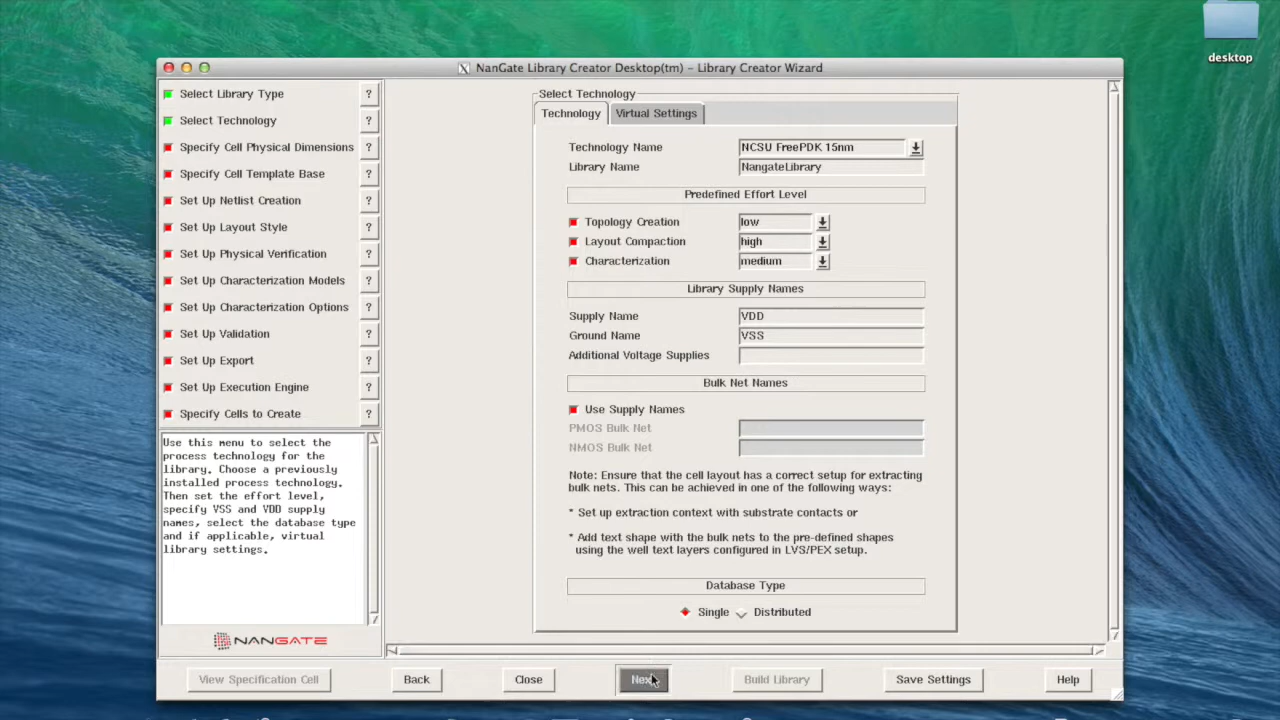 desktop
X NanGate Library Creator Desktop(tm) - Library Creator Wizard
Select Library Type ?
Select Technology ?
Specify Cell Physical Dimensions ?
Specify Cell Template Base ?
Set Up Netlist Creation ?
Set Up Layout Style ?
Set Up Physical Verification ?
Set Up Characterization Models ?
Set Up Characterization Options ?
Set Up Validation ?
Set Up Export ?
Set Up Execution Engine ?
Specify Cells to Create ?
Use this menu to select the
process technology for the
library. Choose a previously
installed process technology.
Then set the effort level,
specify VSS and VDD supply
names, select the database type
and if applicable, virtual
library settings.
NANGATE
Select Technology
Technology Virtual Settings
Technology Name NCSU FreePDK 15nm
Library Name NangateLibrary
Predefined Effort Level
Topology Creation low
Layout Compaction high
Characterization medium
Library Supply Names
Supply Name VDD
Ground Name VSS
Additional Voltage Supplies
Bulk Net Names
Use Supply Names
PMOS Bulk Net
NMOS Bulk Net
Note: Ensure that the cell layout has a correct setup for extracting
bulk nets. This can be achieved in one of the following ways:
* Set up extraction context with substrate contacts or
* Add text shape with the bulk nets to the pre-defined shapes
using the well text layers configured in LVS/PEX setup.
Database Type
Single Distributed
View Specification Cell Back Close Next Build Library Save Settings Help